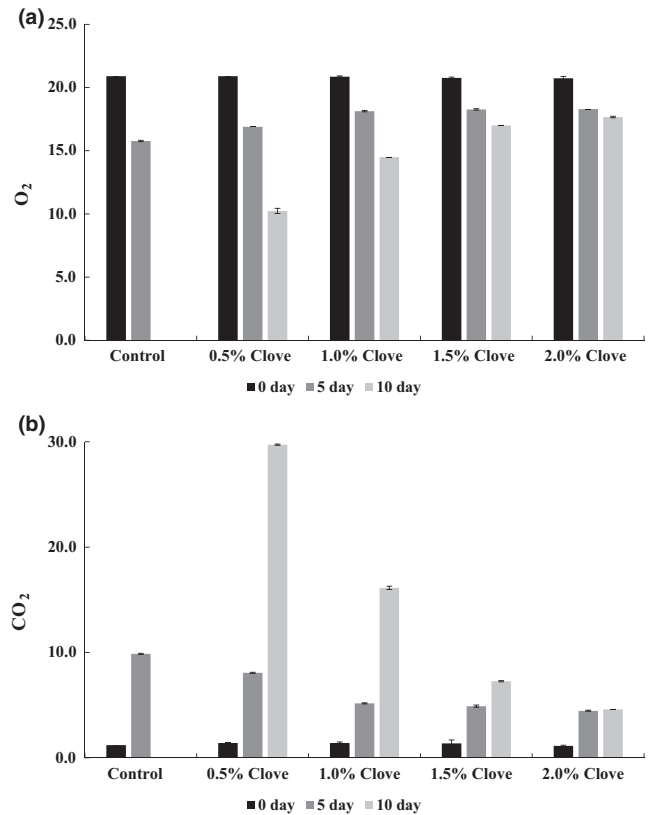 (a)
25.0
20.0
15.0
10.0
5.0
0.0
O₂
Control 0.5% Clove 1.0% Clove 1.5% Clove 2.0% Clove
0 day 5 day 10 day
(b)
30.0
20.0
10.0
0.0
CO₂
Control 0.5% Clove 1.0% Clove 1.5% Clove 2.0% Clove
0 day 5 day 10 day